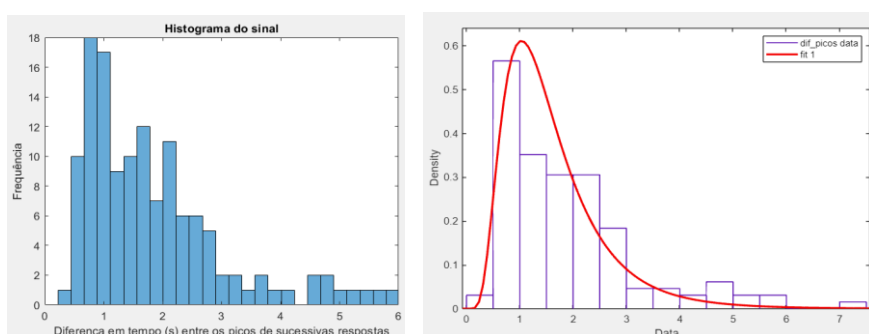 Histograma do sinal
18
16
14
12
10
8
6
4
2
0
Frequência
0 1 2 3 4 5 6
Diferença em tempo (s) entre os picos de sucessivas respostas
dif_picos data
fit 1
0.6
0.5
0.4
0.3
0.2
0.1
0
Density
0 1 2 3 4 5 6 7
Data